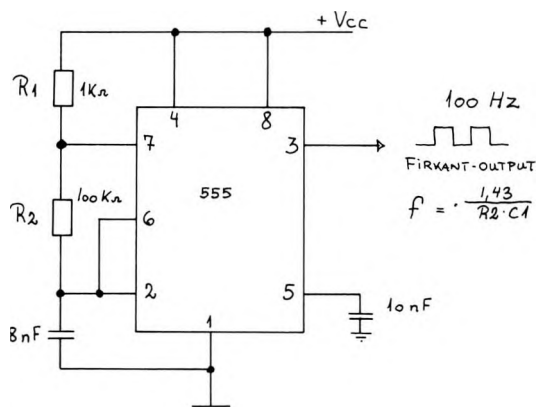 + Vcc
R1
1KΩ
4
8
7
3
100 Hz
FIRKANT-OUTPUT
f = 1,43
R2·C1
R2
100KΩ
555
6
2
5
10nF
8nF
1